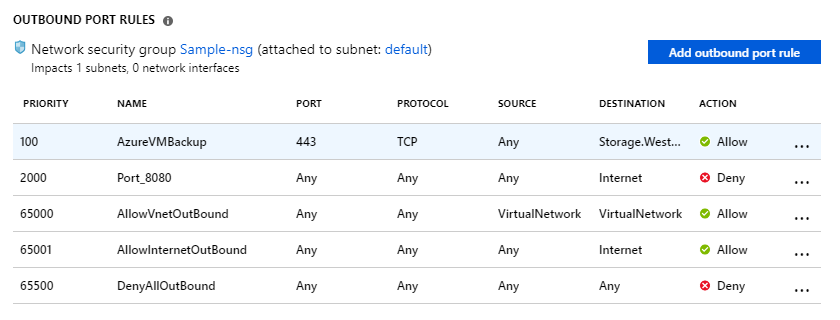 OUTBOUND PORT RULES
Network security group Sample-nsg (attached to subnet: default)
Impacts 1 subnets, 0 network interfaces
Add outbound port rule
PRIORITY NAME PORT PROTOCOL SOURCE DESTINATION ACTION
100 AzureVMBackup 443 TCP Any Storage.West... Allow ...
2000 Port_8080 Any Any Any Internet Deny ...
65000 AllowVnetOutBound Any Any VirtualNetwork VirtualNetwork Allow ...
65001 AllowInternetOutBound Any Any Any Internet Allow ...
65500 DenyAllOutBound Any Any Any Any Deny ...